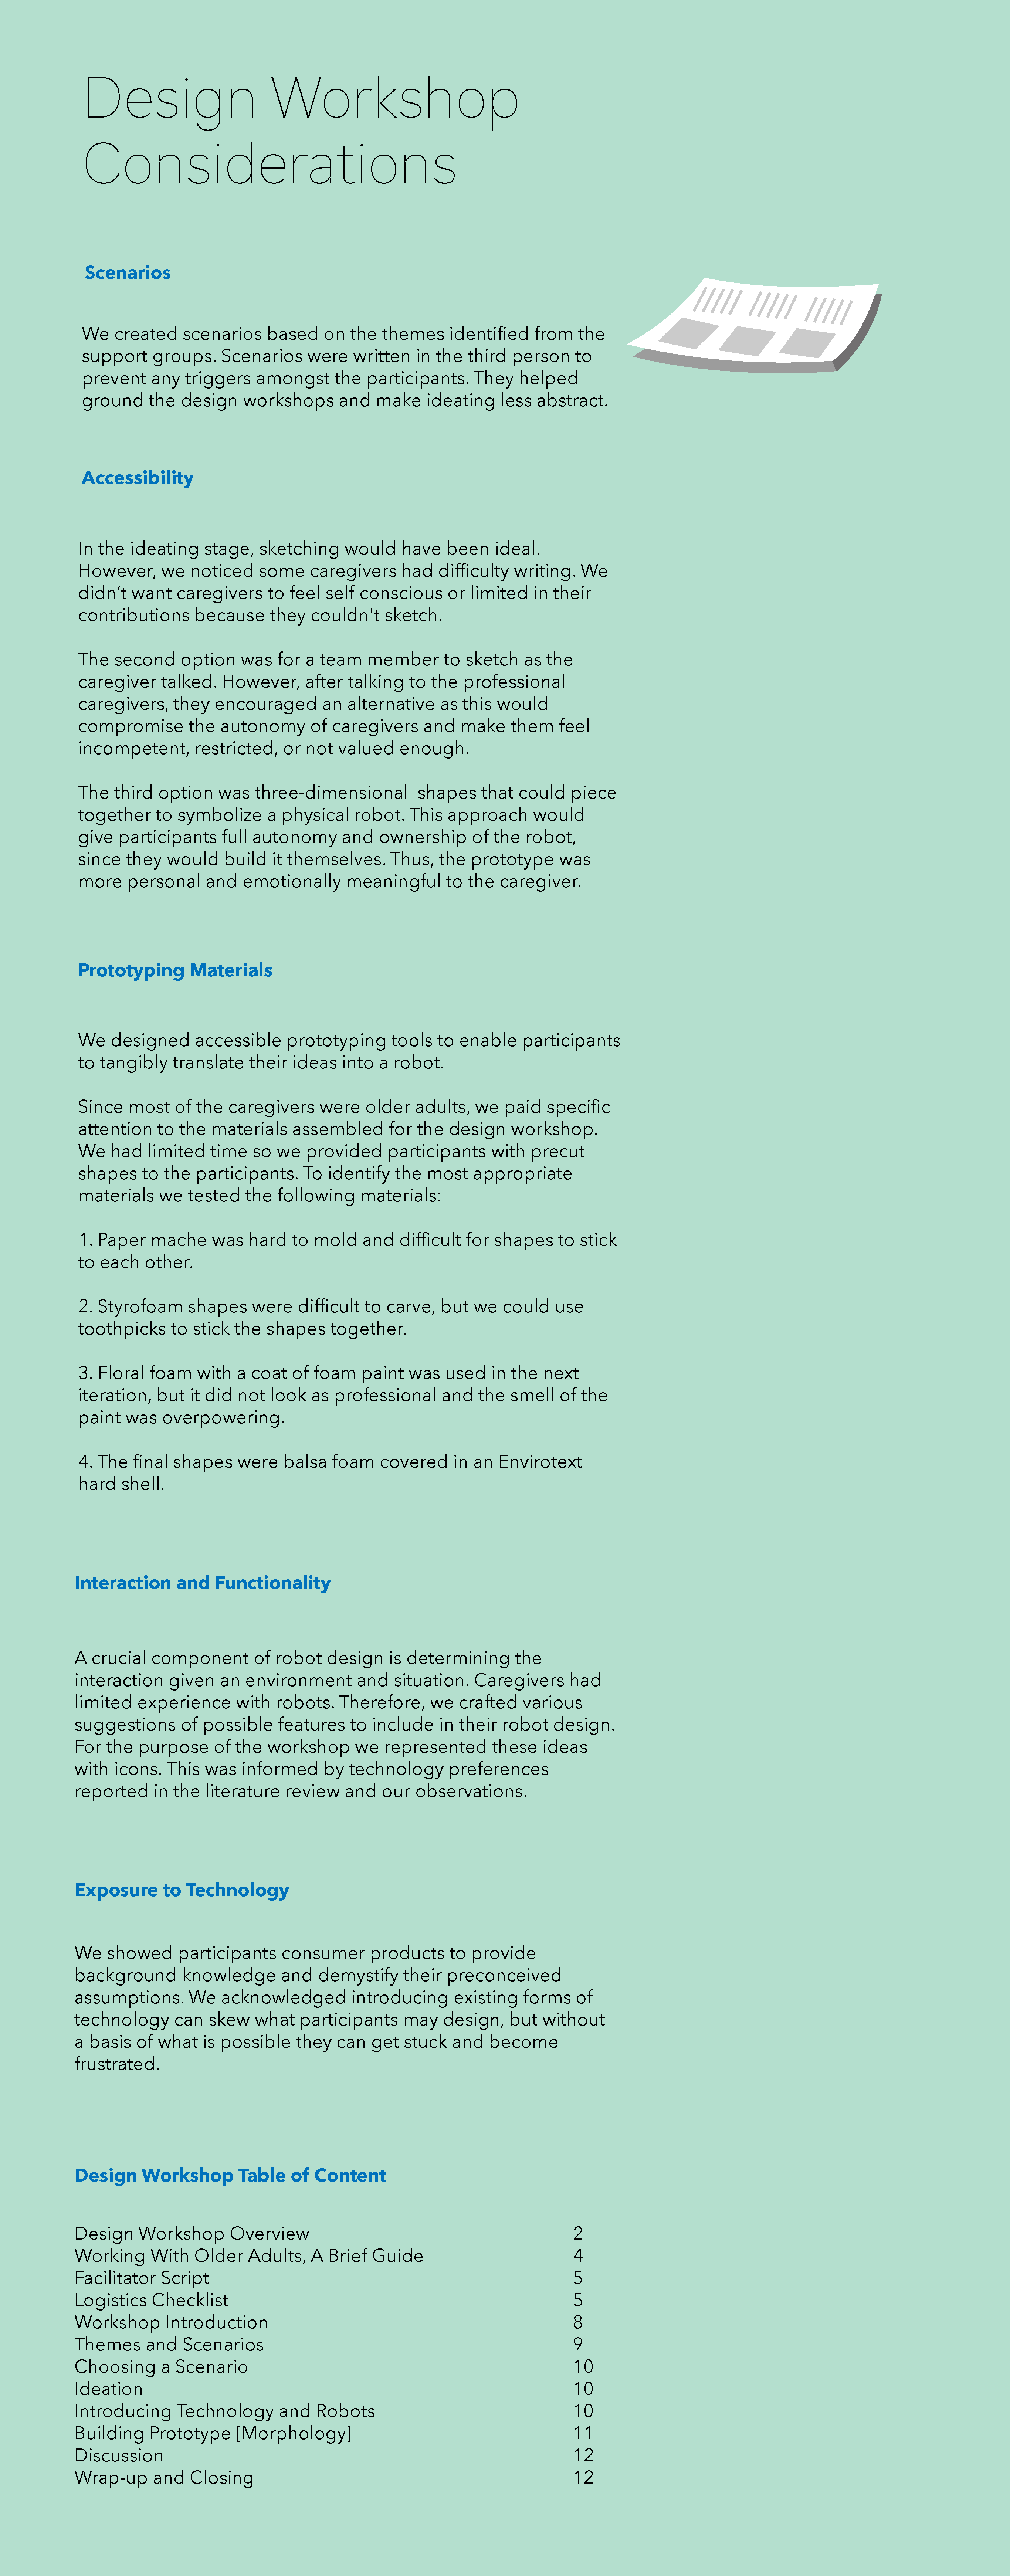 Design Workshop
Considerations
Scenarios
We created scenarios based on the themes identified from the
support groups. Scenarios were written in the third person to
prevent any triggers amongst the participants. They helped
ground the design workshops and make ideating less abstract.
Accessibility
In the ideating stage, sketching would have been ideal.
However, we noticed some caregivers had difficulty writing. We
didn’t want caregivers to feel self conscious or limited in their
contributions because they couldn't sketch.
The second option was for a team member to sketch as the
caregiver talked. However, after talking to the professional
caregivers, they encouraged an alternative as this would
compromise the autonomy of caregivers and make them feel
incompetent, restricted, or not valued enough.
The third option was three-dimensional  shapes that could piece
together to symbolize a physical robot. This approach would
give participants full autonomy and ownership of the robot,
since they would build it themselves. Thus, the prototype was
more personal and emotionally meaningful to the caregiver.
Prototyping Materials
We designed accessible prototyping tools to enable participants
to tangibly translate their ideas into a robot.
Since most of the caregivers were older adults, we paid specific
attention to the materials assembled for the design workshop.
We had limited time so we provided participants with precut
shapes to the participants. To identify the most appropriate
materials we tested the following materials:
1. Paper mache was hard to mold and difficult for shapes to stick
to each other.
2. Styrofoam shapes were difficult to carve, but we could use
toothpicks to stick the shapes together.
3. Floral foam with a coat of foam paint was used in the next
iteration, but it did not look as professional and the smell of the
paint was overpowering.
4. The final shapes were balsa foam covered in an Envirotext
hard shell.
Interaction and Functionality
A crucial component of robot design is determining the
interaction given an environment and situation. Caregivers had
limited experience with robots. Therefore, we crafted various
suggestions of possible features to include in their robot design.
For the purpose of the workshop we represented these ideas
with icons. This was informed by technology preferences
reported in the literature review and our observations.
Exposure to Technology
We showed participants consumer products to provide
background knowledge and demystify their preconceived
assumptions. We acknowledged introducing existing forms of
technology can skew what participants may design, but without
a basis of what is possible they can get stuck and become
frustrated.
Design Workshop Table of Content
Design Workshop Overview 2
Working With Older Adults, A Brief Guide 4
Facilitator Script 5
Logistics Checklist 5
Workshop Introduction 8
Themes and Scenarios 9
Choosing a Scenario 10
Ideation 10
Introducing Technology and Robots 10
Building Prototype [Morphology] 11
Discussion 12
Wrap-up and Closing 12